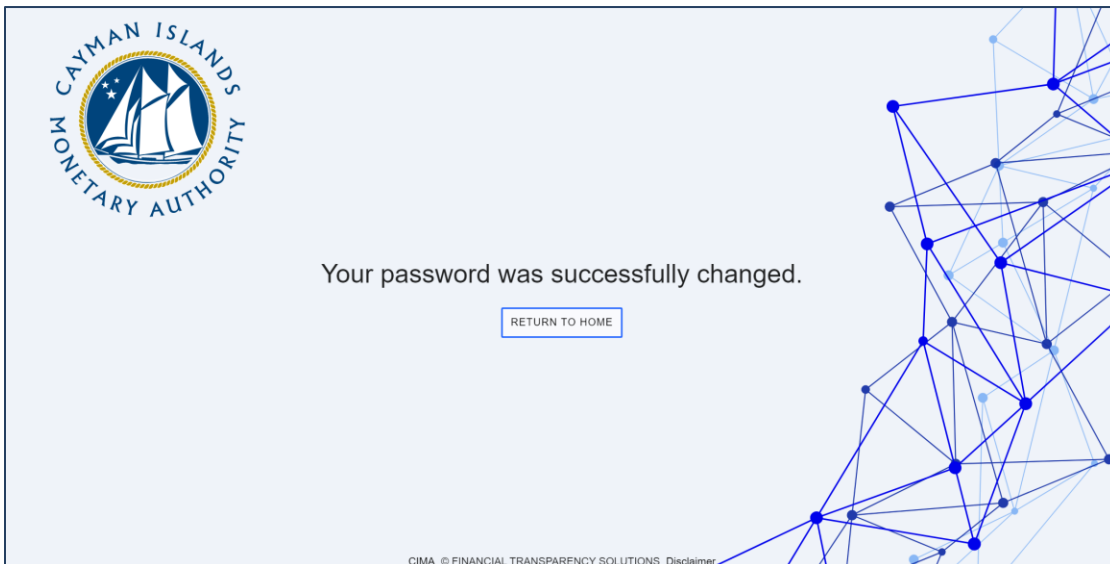 CAYMAN ISLANDS
MONETARY AUTHORITY
Your password was successfully changed.
RETURN TO HOME
CIMA © FINANCIAL TRANSPARENCY SOLUTIONS Disclaimer